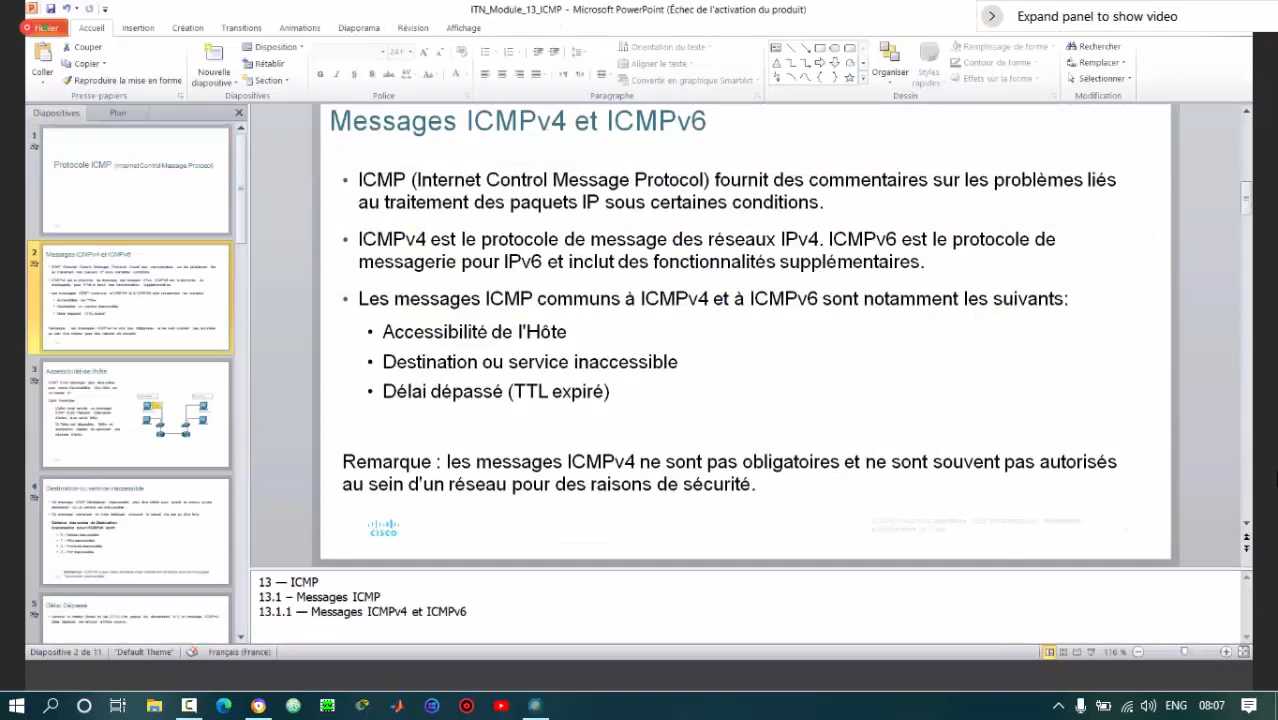 ITN_Module_13_ICMP - Microsoft PowerPoint (Échec de l'activation du produit)
Expand panel to show video
Fichier
Accueil
Insertion
Création
Transitions
Animations
Diaporama
Révision
Affichage
Coller
Couper
Copier
Reproduire la mise en forme
Presse-papiers
Nouvelle diapositive
Disposition
Rétablir
Section
Diapositives
24
Police
Orientation du texte
Aligner le texte
Convertir en graphique SmartArt
Paragraphe
Organiser
Styles rapides
Remplissage de forme
Contour de forme
Effets sur la forme
Dessin
Rechercher
Remplacer
Sélectionner
Modification
Diapositives
Plan
1
Protocole ICMP (Internet Control Message Protocol)
2
Messages ICMPv4 et ICMPv6
3
Accessibilité de l'hôte
4
Destination ou service inaccessible
5
Délai Dépassé
Messages ICMPv4 et ICMPv6
• ICMP (Internet Control Message Protocol) fournit des commentaires sur les problèmes liés
au traitement des paquets IP sous certaines conditions.
• ICMPv4 est le protocole de message des réseaux IPv4. ICMPv6 est le protocole de
messagerie pour IPv6 et inclut des fonctionnalités supplémentaires.
• Les messages ICMP communs à ICMPv4 et à ICMPv6 sont notamment les suivants:
• Accessibilité de l'Hôte
• Destination ou service inaccessible
• Délai dépassé (TTL expiré)
Remarque : les messages ICMPv4 ne sont pas obligatoires et ne sont souvent pas autorisés
au sein d'un réseau pour des raisons de sécurité.
CISCO
13 — ICMP
13.1 – Messages ICMP
13.1.1 — Messages ICMPv4 et ICMPv6
Diapositive 2 de 11
"Default Theme"
Français (France)
116 %
ENG
08:07